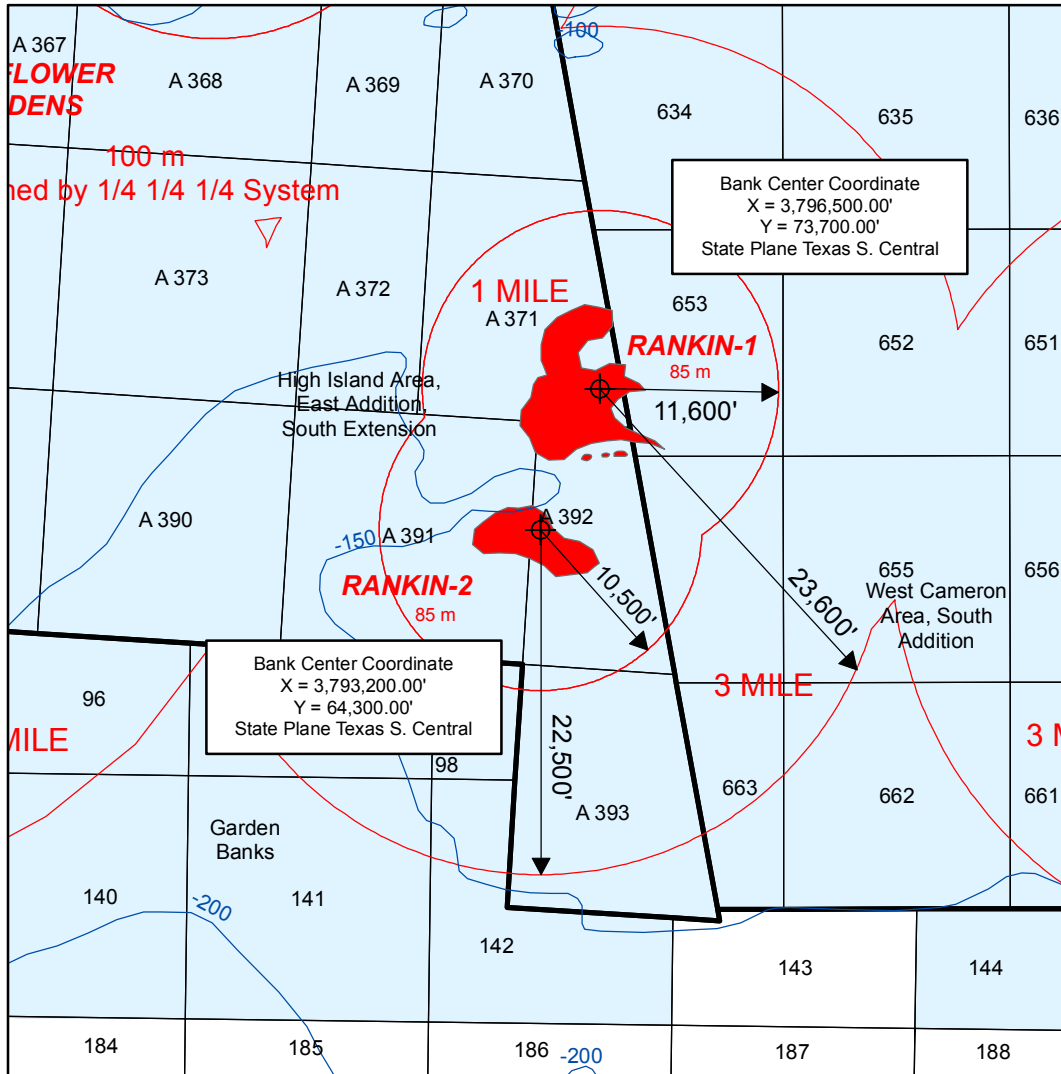 A 367
FLOWER
DENS
A 368
A 369
A 370
-100
634
635
636
100 m
ned by 1/4 1/4 1/4 System
Bank Center Coordinate
X = 3,796,500.00'
Y = 73,700.00'
State Plane Texas S. Central
A 373
A 372
1 MILE
A 371
653
652
651
RANKIN-1
85 m
11,600'
High Island Area,
East Addition,
South Extension
A 390
-150
A 391
A 392
RANKIN-2
85 m
10,500'
23,600'
655
656
West Cameron
Area, South
Addition
Bank Center Coordinate
X = 3,793,200.00'
Y = 64,300.00'
State Plane Texas S. Central
96
MILE
98
22,500'
3 MILE
3 M
663
662
661
A 393
Garden
Banks
140
141
-200
142
143
144
184
185
186
-200
187
188